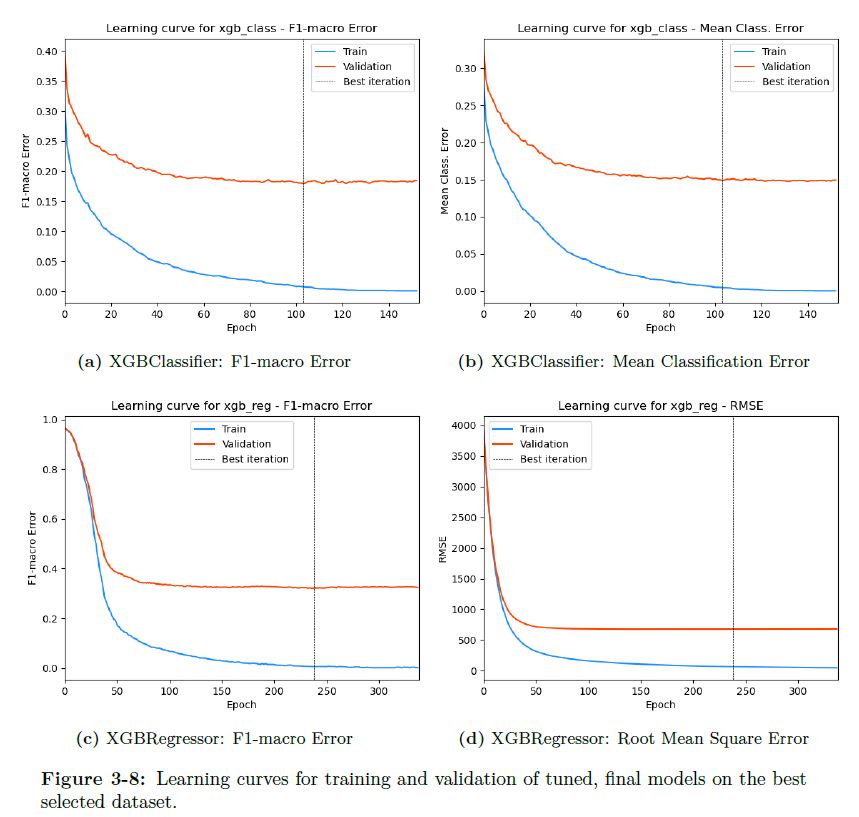 Learning curve for xgb_class - F1-macro Error
Train
Validation
Best iteration
0.40
0.35
0.30
0.25
0.20
0.15
0.10
0.05
0.00
F1-macro Error
0 20 40 60 80 100 120 140
Epoch
(a) XGBClassifier: F1-macro Error
Learning curve for xgb_class - Mean Class. Error
Train
Validation
Best iteration
0.30
0.25
0.20
0.15
0.10
0.05
0.00
Mean Class. Error
0 20 40 60 80 100 120 140
Epoch
(b) XGBClassifier: Mean Classification Error
Learning curve for xgb_reg - F1-macro Error
Train
Validation
Best iteration
1.0
0.8
0.6
0.4
0.2
0.0
F1-macro Error
0 50 100 150 200 250 300
Epoch
(c) XGBRegressor: F1-macro Error
Learning curve for xgb_reg - RMSE
Train
Validation
Best iteration
4000
3500
3000
2500
2000
1500
1000
500
0
RMSE
0 50 100 150 200 250 300
Epoch
(d) XGBRegressor: Root Mean Square Error
Figure 3-8: Learning curves for training and validation of tuned, final models on the best
selected dataset.